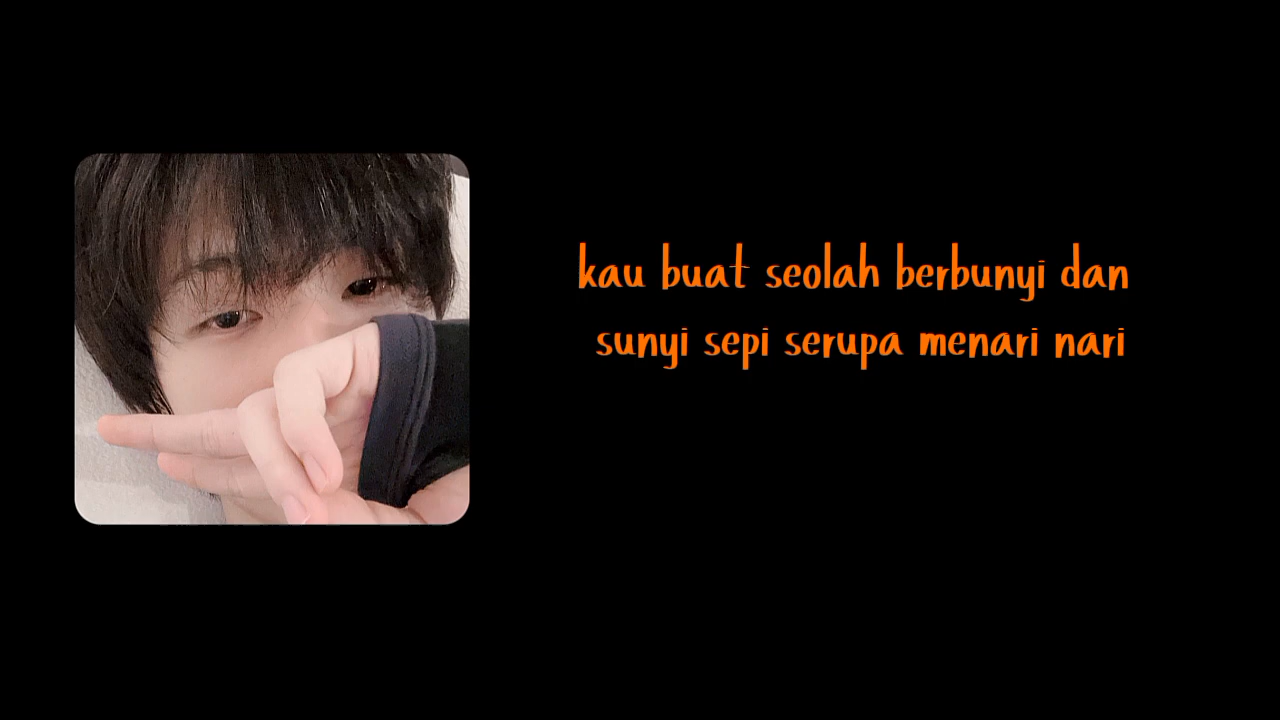 kau buat seolah berbunyi dan
sunyi sepi serupa menari nari